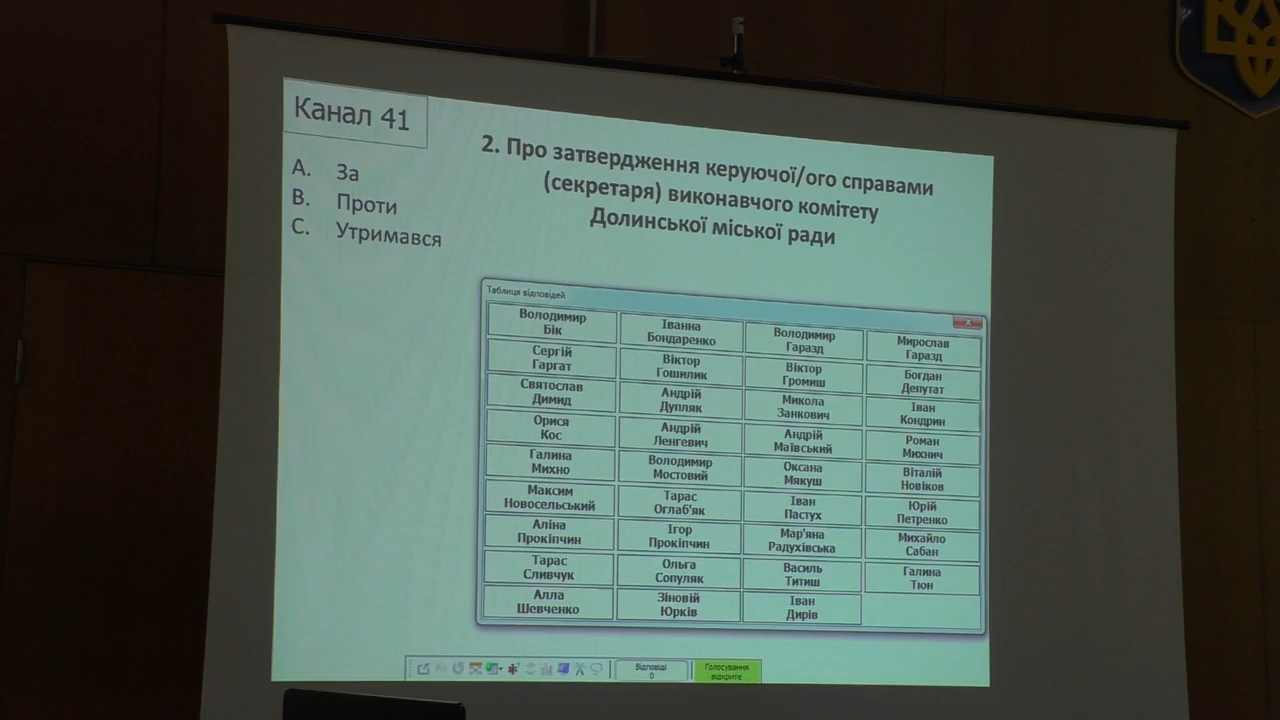 Канал 41
2. Про затвердження керуючої/ого справами
(секретаря) виконавчого комітету
Долинської міської ради
A. За
B. Проти
C. Утримався
Таблиця відповідей
X
Володимир
Бік
Іванна
Бондаренко
Володимир
Гаразд
Мирослав
Гаразд
Сергій
Гаргат
Віктор
Гошилик
Віктор
Громиш
Богдан
Депутат
Святослав
Димид
Андрій
Дупляк
Микола
Занкович
Іван
Кондрин
Орися
Кос
Андрій
Ленгевич
Андрій
Маївський
Роман
Михнич
Галина
Михно
Володимир
Мостовий
Оксана
Мякуш
Віталій
Новіков
Максим
Новосельський
Тарас
Оглаб'як
Іван
Пастух
Юрій
Петренко
Аліна
Прокіпчин
Ігор
Прокіпчин
Мар'яна
Радухівська
Михайло
Сабан
Тарас
Сливчук
Ольга
Сопуляк
Василь
Титиш
Галина
Тюн
Алла
Шевченко
Зіновій
Юрків
Іван
Дирів
Відповіді
0
Голосування
відкрите